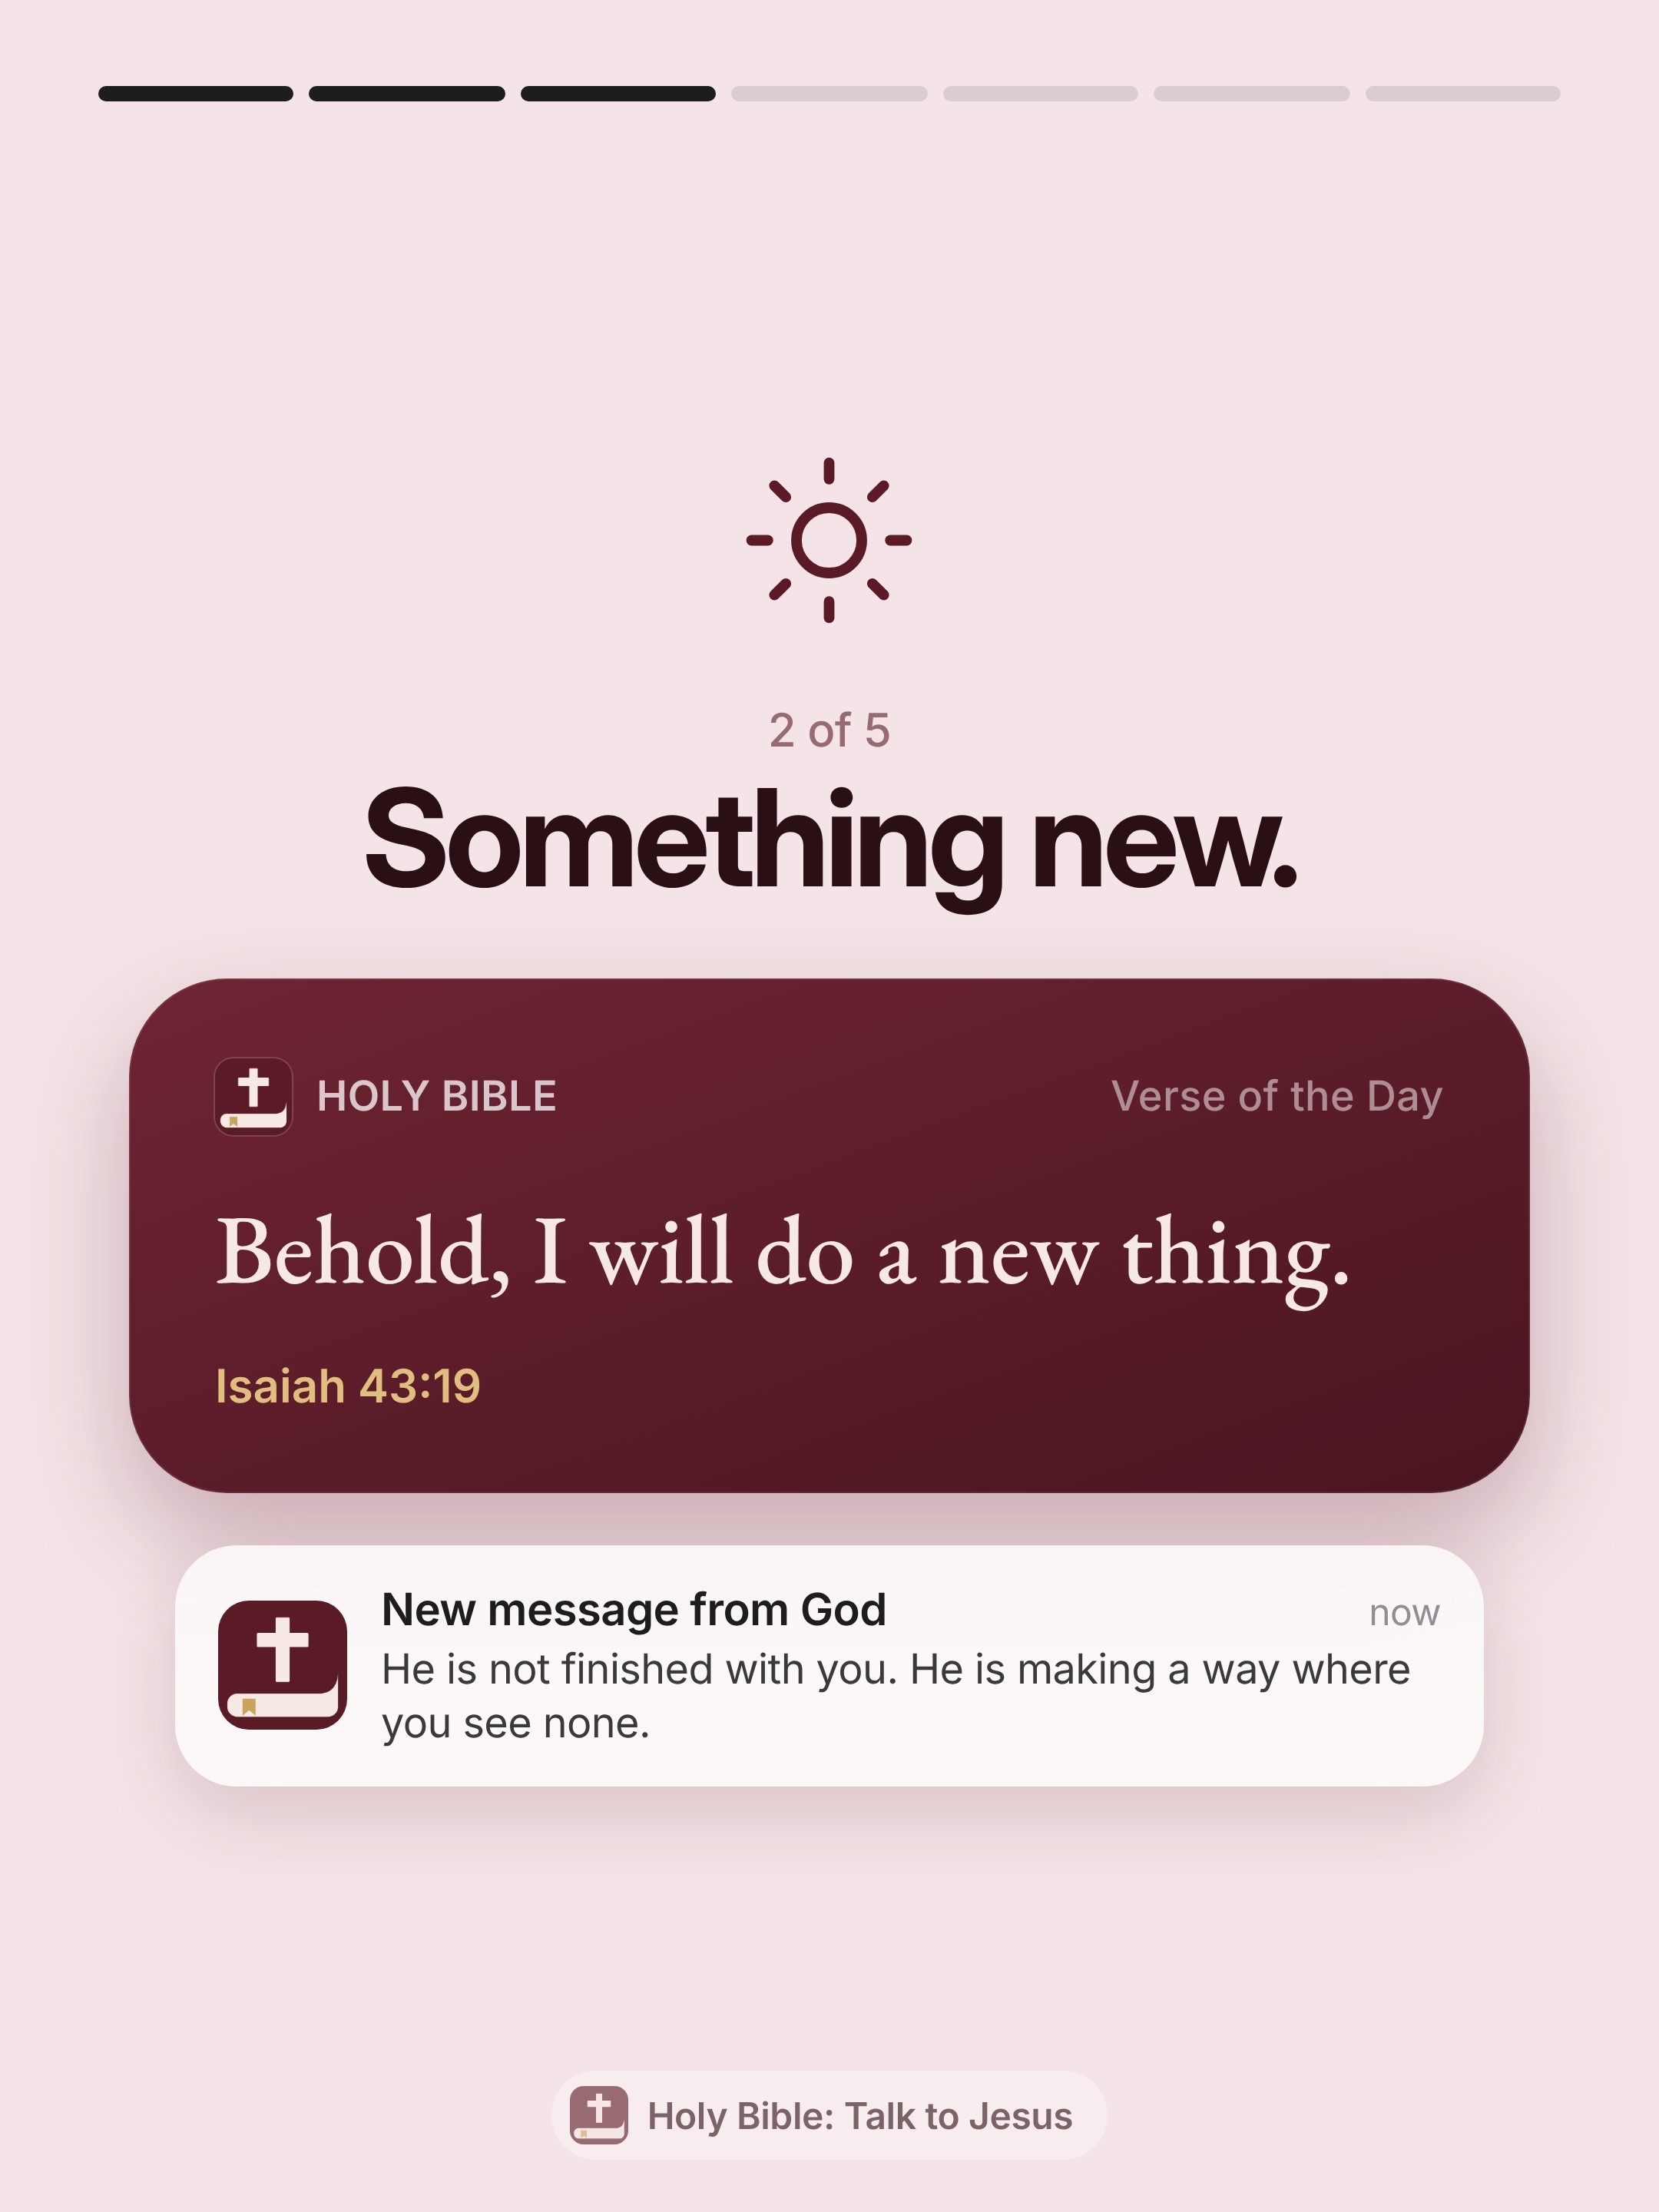 2 of 5
Something new.
HOLY BIBLE
Verse of the Day
Behold, I will do a new thing.
Isaiah 43:19
New message from God
now
He is not finished with you. He is making a way where
you see none.
Holy Bible: Talk to Jesus